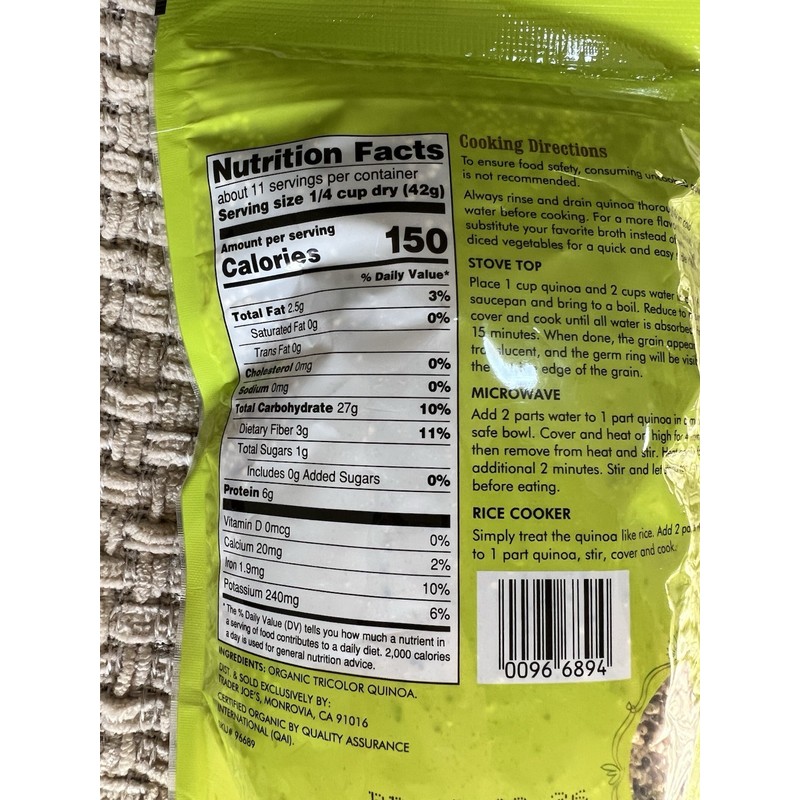 Nutrition Facts
about 11 servings per container
Serving size 1/4 cup dry (42g)
Amount per serving
Calories 150
% Daily Value*
Total Fat 2.5g 3%
Saturated Fat 0g 0%
Trans Fat 0g
Cholesterol 0mg 0%
Sodium 0mg 0%
Total Carbohydrate 27g 10%
Dietary Fiber 3g 11%
Total Sugars 1g
Includes 0g Added Sugars 0%
Protein 6g
Vitamin D 0mcg 0%
Calcium 20mg 2%
Iron 1.9mg 10%
Potassium 240mg 6%
* The % Daily Value (DV) tells you how much a nutrient in
a serving of food contributes to a daily diet. 2,000 calories
a day is used for general nutrition advice.
INGREDIENTS: ORGANIC TRICOLOR QUINOA.
DIST. & SOLD EXCLUSIVELY BY:
TRADER JOE'S, MONROVIA, CA 91016
CERTIFIED ORGANIC BY QUALITY ASSURANCE
INTERNATIONAL (QAI).
SKU# 96689
Cooking Directions
To ensure food safety, consuming
is not recommended.
Always rinse and drain quinoa
water before cooking. For a more
substitute your favorite broth instead
diced vegetables for a quick and easy
STOVE TOP
Place 1 cup quinoa and 2 cups water
saucepan and bring to a boil. Reduce to
cover and cook until all water is
15 minutes. When done, the grain
translucent, and the germ ring will be
the edge of the grain.
MICROWAVE
Add 2 parts water to 1 part quinoa in
safe bowl. Cover and heat on high for
then remove from heat and stir.
additional 2 minutes. Stir and
before eating.
RICE COOKER
Simply treat the quinoa like rice. Add 2
to 1 part quinoa, stir, cover and cook.
0096 6894